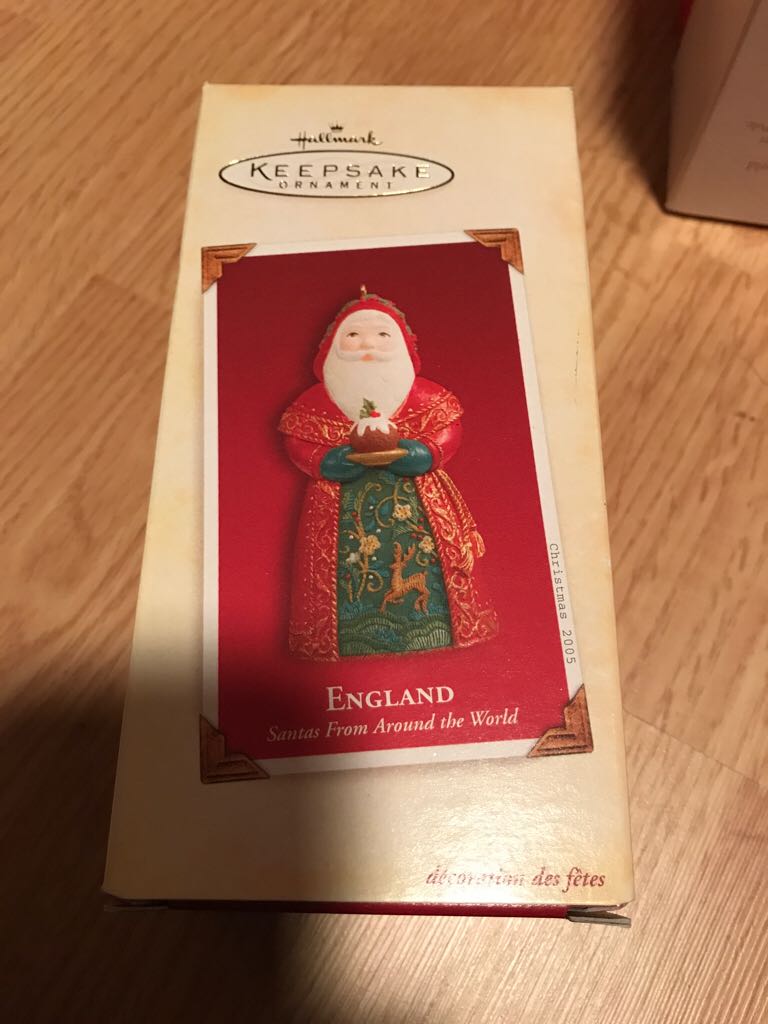 Hallmark
KEEPSAKE
ORNAMENT
Christmas 2005
ENGLAND
Santas From Around the World
décoration des fêtes